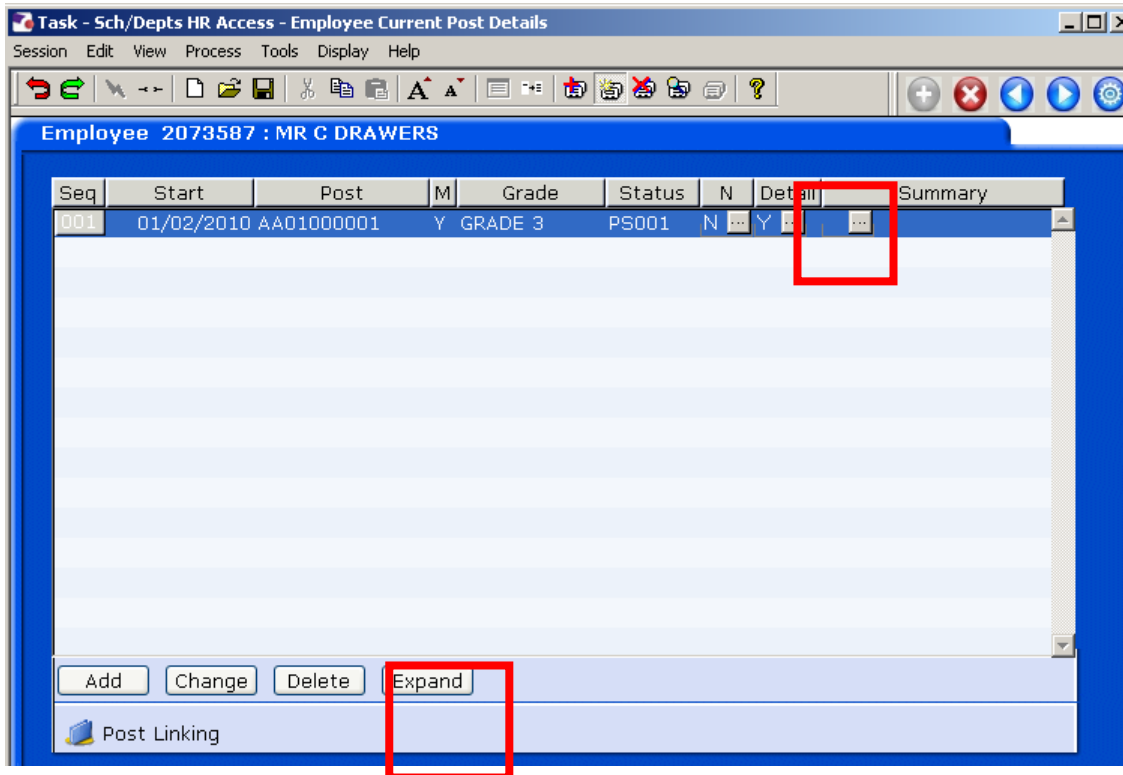 Task - Sch/Depts HR Access - Employee Current Post Details
Session Edit View Process Tools Display Help
Employee 2073587 : MR C DRAWERS
Seq Start Post M Grade Status N Detail Summary
001 01/02/2010 AA01000001 Y GRADE 3 PS001 N ... Y ... ...
Add Change Delete Expand
Post Linking